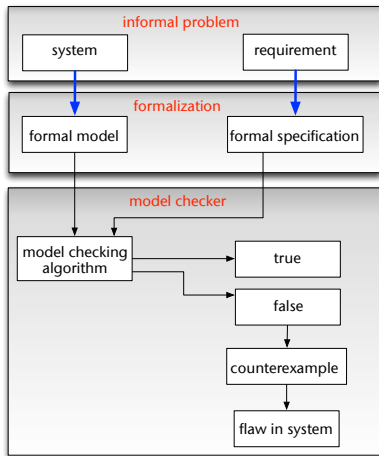 informal problem
system
requirement
formalization
formal model
formal specification
model checker
model checking
algorithm
true
false
counterexample
flaw in system